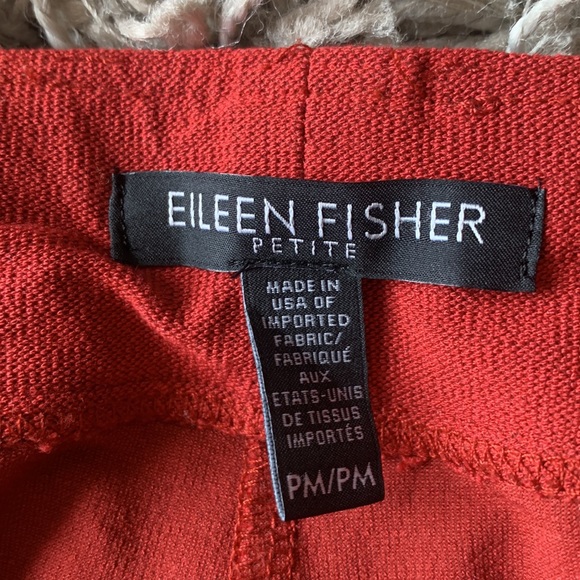 EILEEN FISHER
PETITE
MADE IN
USA OF
IMPORTED
FABRIC/
FABRIQUÉ
AUX
ETATS-UNIS
DE TISSUS
IMPORTÉS
PM/PM